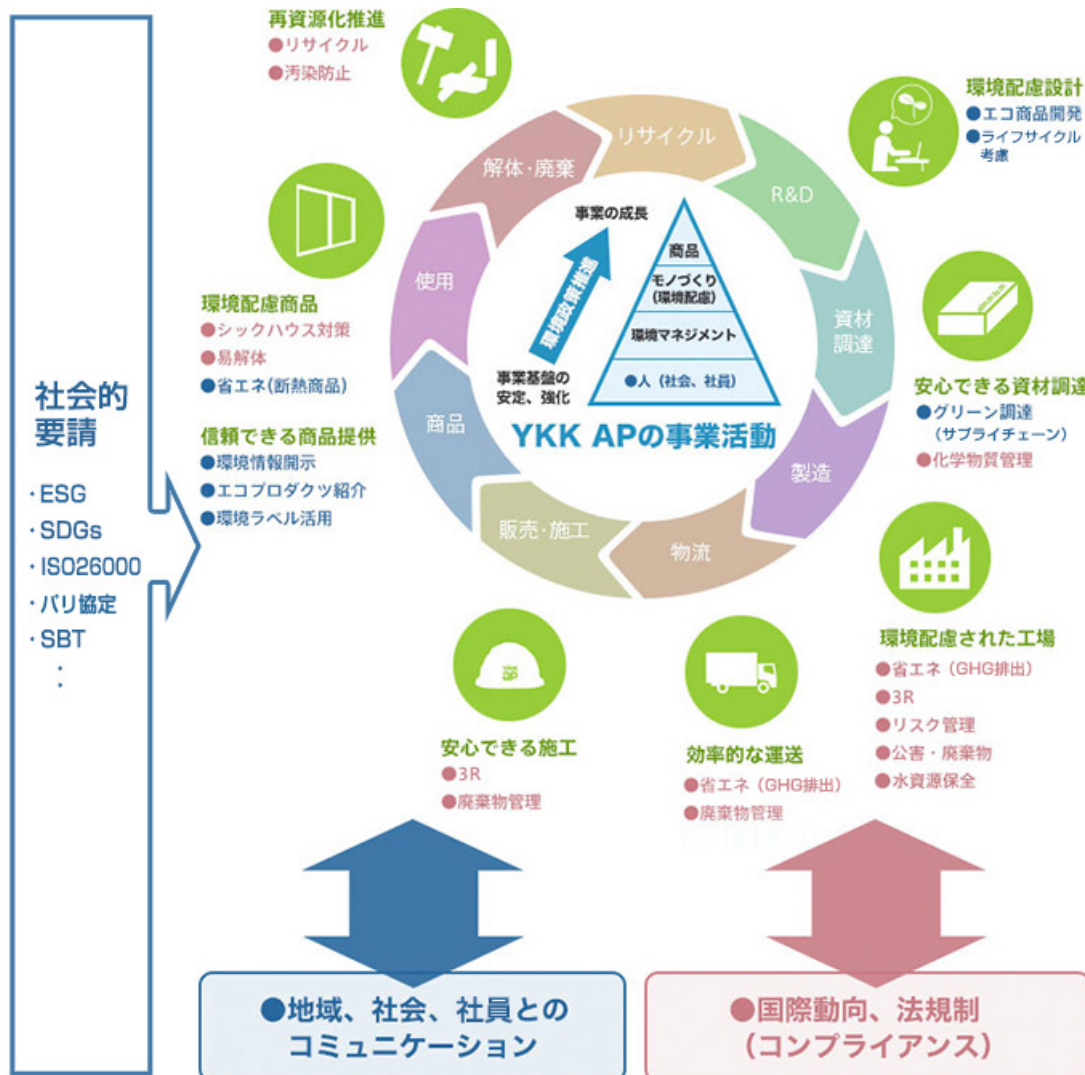 社会的
要請
・ESG
・SDGs
・ISO26000
・パリ協定
・SBT
:
再資源化推進
●リサイクル
●汚染防止
環境配慮設計
●エコ商品開発
●ライフサイクル
考慮
環境配慮商品
●シックハウス対策
●易解体
●省エネ(断熱商品)
信頼できる商品提供
●環境情報開示
●エコプロダクツ紹介
●環境ラベル活用
リサイクル
R&D
資材
調達
製造
物流
販売・施工
商品
使用
解体・廃棄
事業の成長
環境政策推進
事業基盤の
安定、強化
商品
モノづくり
(環境配慮)
環境マネジメント
●人(社会、社員)
YKK APの事業活動
安心できる資材調達
●グリーン調達
(サプライチェーン)
●化学物質管理
環境配慮された工場
●省エネ(GHG排出)
●3R
●リスク管理
●公害・廃棄物
●水資源保全
YKK
AP
安心できる施工
●3R
●廃棄物管理
効率的な運送
●省エネ(GHG排出)
●廃棄物管理
●地域、社会、社員との
コミュニケーション
●国際動向、法規制
(コンプライアンス)